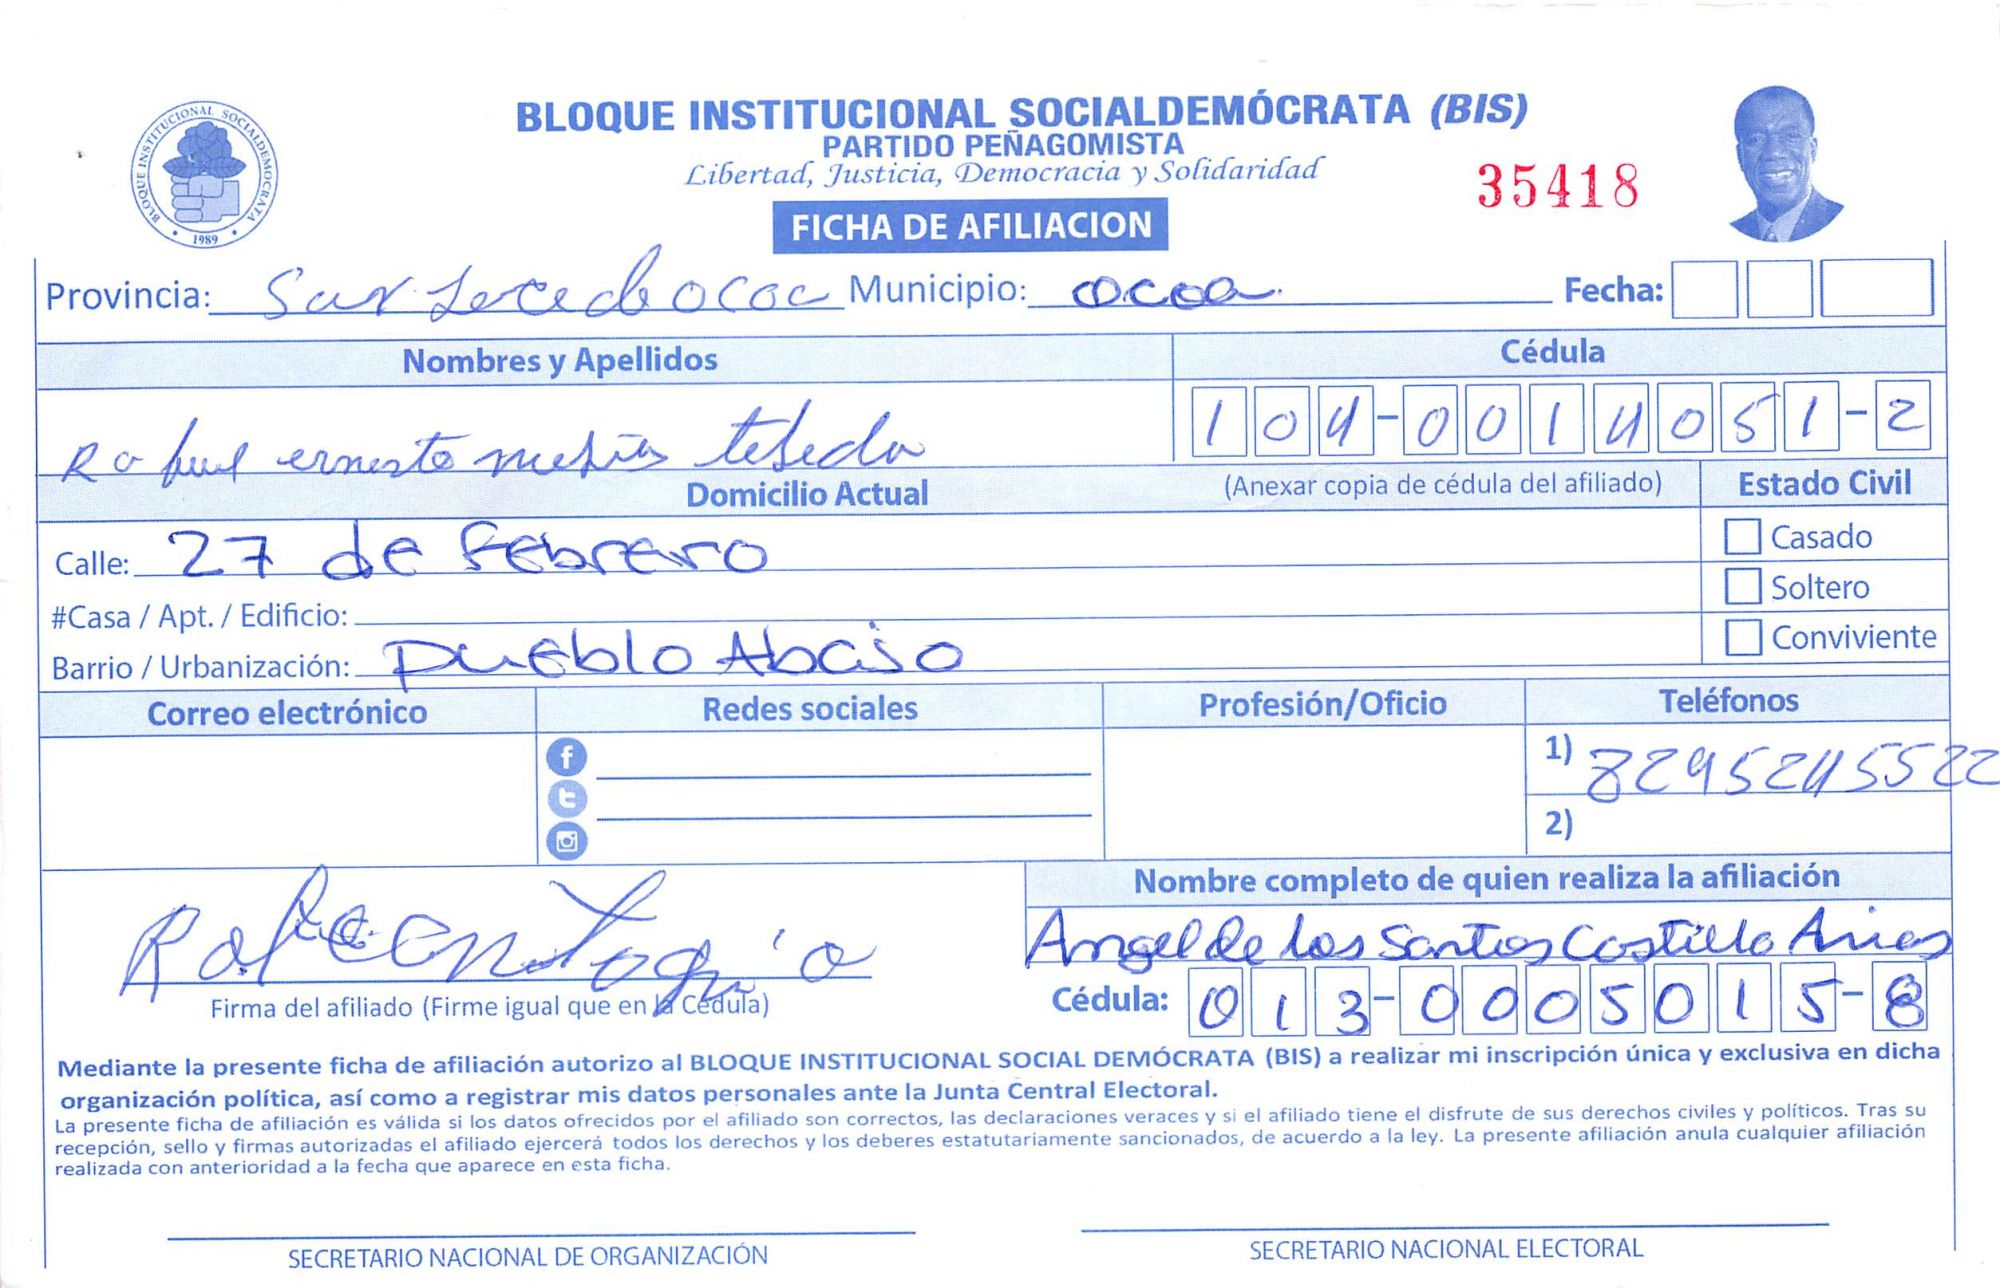 BLOQUE INSTITUCIONAL SOCIALDEMÓCRATA (BIS)
PARTIDO PEÑAGOMISTA
Libertad, Justicia, Democracia y Solidaridad
35418
FICHA DE AFILIACION
BLOQUE INSTITUCIONAL SOCIALDEMOCRATA
1989
Provincia: Municipio: ocoa Fecha:
Nombres y Apellidos Cédula
ernesto 104-0014051-2
Domicilio Actual (Anexar copia de cédula del afiliado) Estado Civil
Calle: 27 de Febrero Casado
#Casa / Apt. / Edificio: Soltero
Barrio / Urbanización: Pueblo Abajo Conviviente
Correo electrónico Redes sociales Profesión/Oficio Teléfonos
1) 8295245522
2)
Nombre completo de quien realiza la afiliación
Angel de los Santos Castillo Arias
Firma del afiliado (Firme igual que en la Cédula) Cédula: 013-0005015-8
Mediante la presente ficha de afiliación autorizo al BLOQUE INSTITUCIONAL SOCIAL DEMÓCRATA (BIS) a realizar mi inscripción única y exclusiva en dicha
organización política, así como a registrar mis datos personales ante la Junta Central Electoral.
La presente ficha de afiliación es válida si los datos ofrecidos por el afiliado son correctos, las declaraciones veraces y si el afiliado tiene el disfrute de sus derechos civiles y políticos. Tras su
recepción, sello y firmas autorizadas el afiliado ejercerá todos los derechos y los deberes estatutariamente sancionados, de acuerdo a la ley. La presente afiliación anula cualquier afiliación
realizada con anterioridad a la fecha que aparece en esta ficha.
SECRETARIO NACIONAL DE ORGANIZACIÓN SECRETARIO NACIONAL ELECTORAL